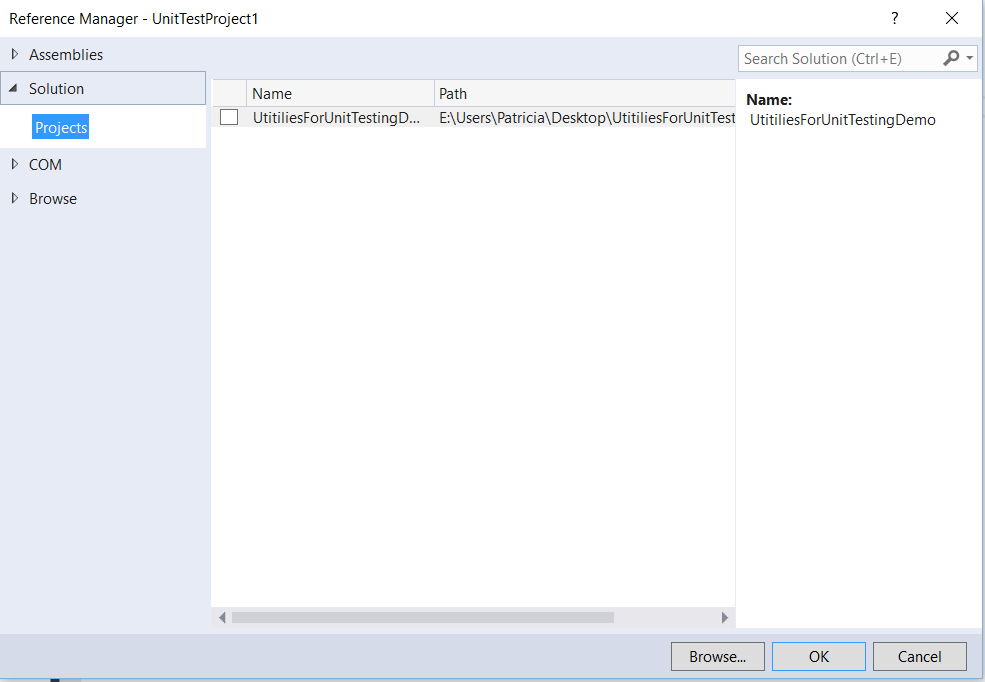 Reference Manager - UnitTestProject1
?
Assemblies
Search Solution (Ctrl+E)
Solution
Projects
COM
Browse
Name Path
UtitiliesForUnitTestingD... E:\Users\Patricia\Desktop\UtitiliesForUnitTest
Name:
UtitiliesForUnitTestingDemo
Browse... OK Cancel